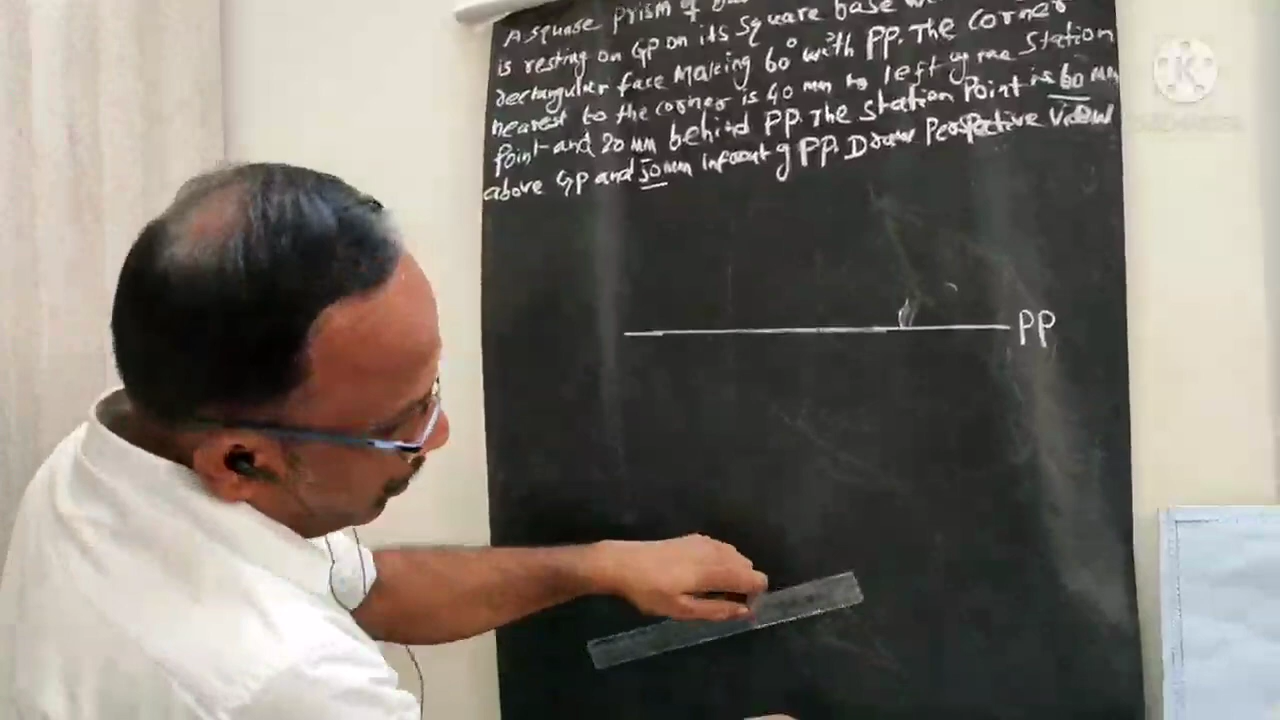 A square prism of
is resting on GP on its square base
rectangular face making 60° with PP. The corner
nearest to the corner is 40 mm to left of the Station
Point and 20 mm behind PP. The Station Point is 60 mm
above GP and 50mm infront of PP. Draw Perspective View
PP
K